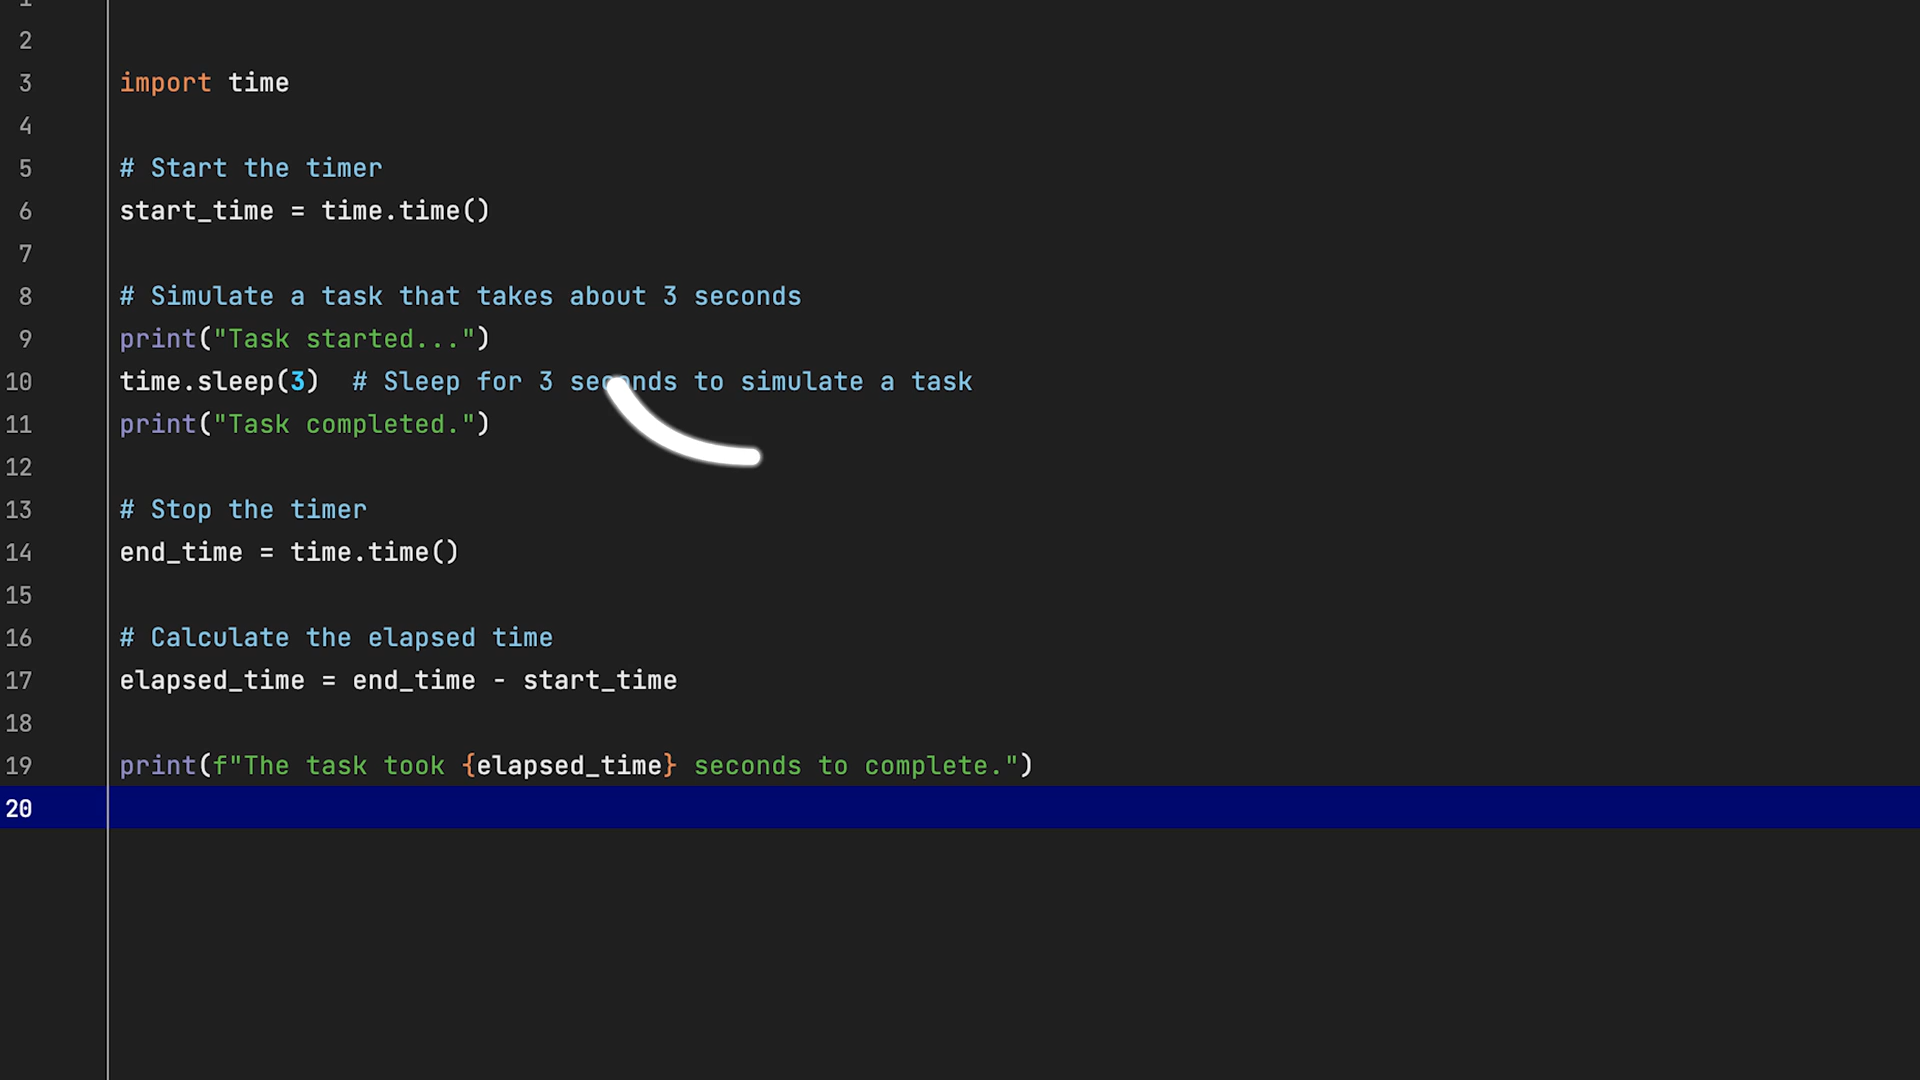 1
2
3 import time
4
5 # Start the timer
6 start_time = time.time()
7
8 # Simulate a task that takes about 3 seconds
9 print("Task started...")
10 time.sleep(3)  # Sleep for 3 seconds to simulate a task
11 print("Task completed.")
12
13 # Stop the timer
14 end_time = time.time()
15
16 # Calculate the elapsed time
17 elapsed_time = end_time - start_time
18
19 print(f"The task took {elapsed_time} seconds to complete.")
20